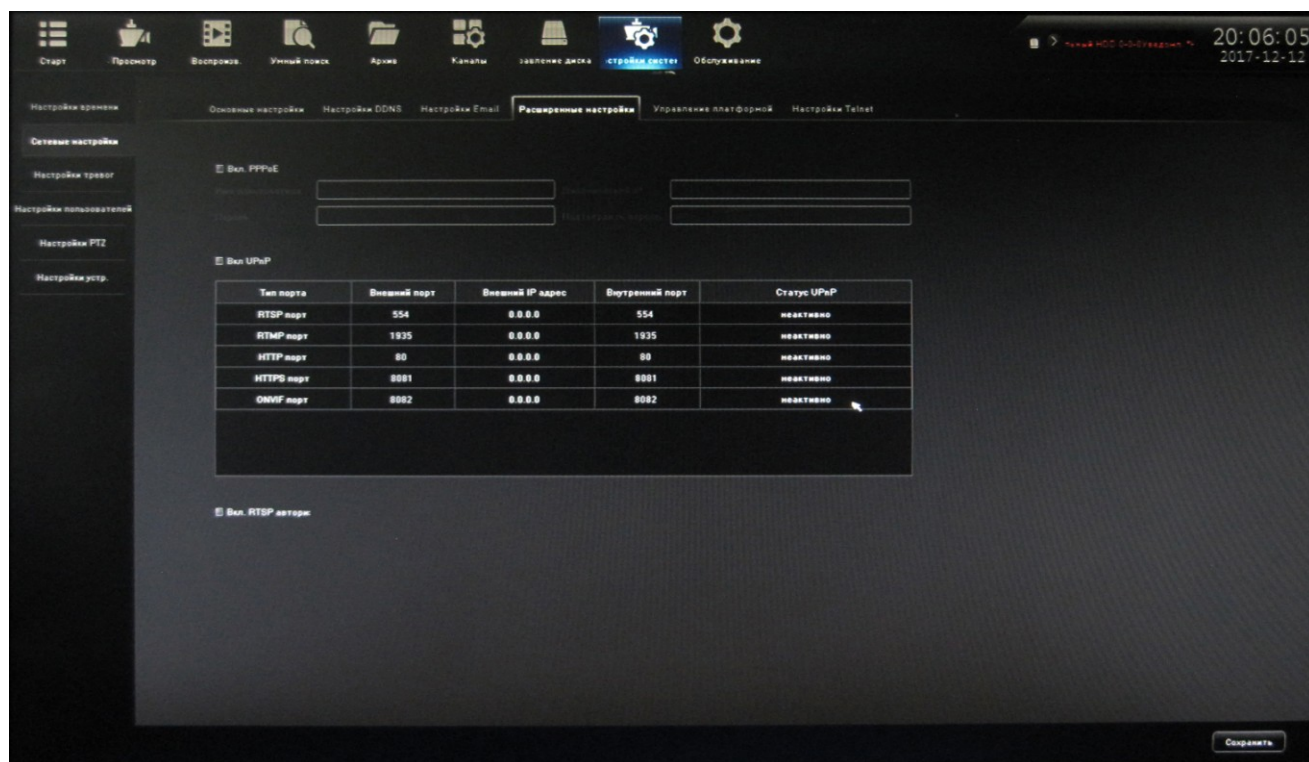 Старт Просмотр Воспроизв. Умный поиск Архив Каналы завление диска стройки систе Обслуживание
20:06:05
2017-12-12
Основные настройки Настройки DDNS Настройки Email Расширенные настройки Управление платформой Настройки Telnet
Настройки времени
Сетевые настройки
Настройки тревог
Настройки пользователей
Настройки PTZ
Настройки устр.
Вкл. PPPoE
Вкл UPnP
Тип порта Внешний порт Внешний IP адрес Внутренний порт Статус UPnP
RTSP порт 554 0.0.0.0 554 неактивно
RTMP порт 1935 0.0.0.0 1935 неактивно
HTTP порт 80 0.0.0.0 80 неактивно
HTTPS порт 8081 0.0.0.0 8081 неактивно
ONVIF порт 8082 0.0.0.0 8082 неактивно
Вкл. RTSP авториз
Сохранить